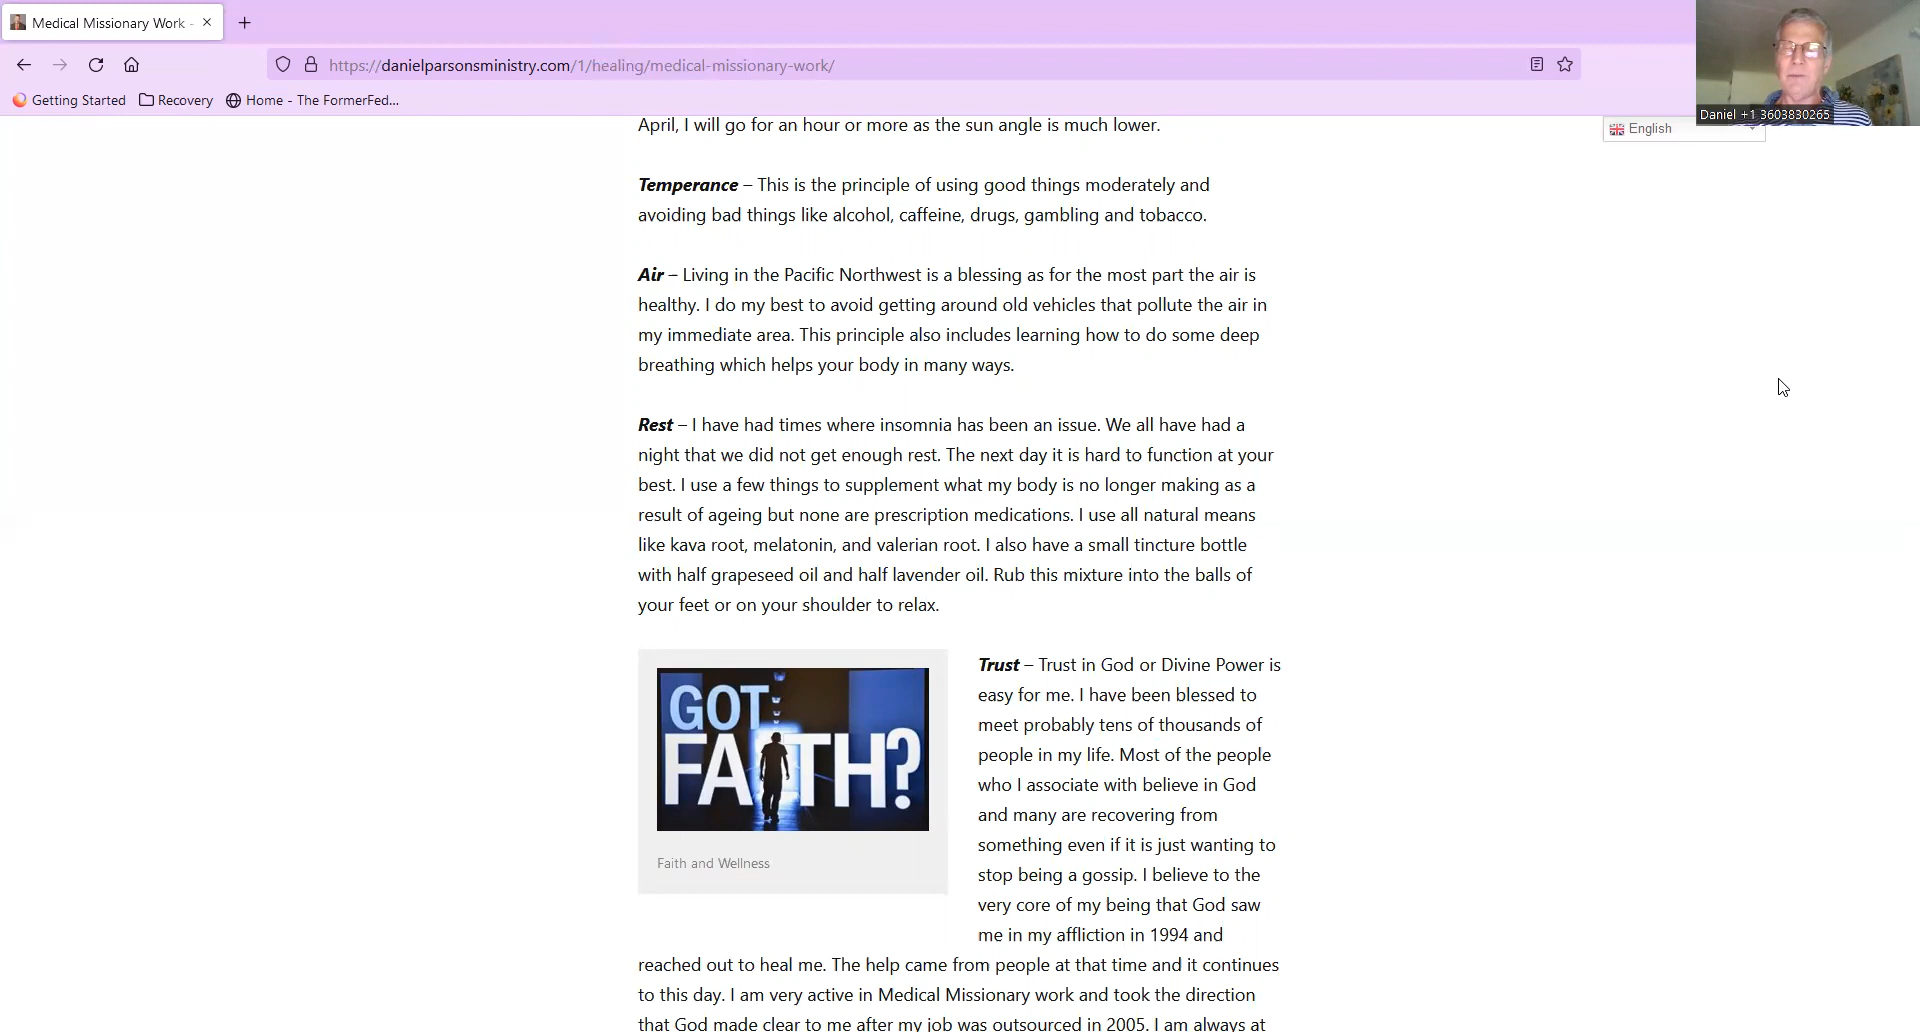 Medical Missionary Work -
https://danielparsonsministry.com/1/healing/medical-missionary-work/
Getting Started
Recovery
Home - The FormerFed...
Daniel +1 3603830265
English
April, I will go for an hour or more as the sun angle is much lower.
Temperance – This is the principle of using good things moderately and
avoiding bad things like alcohol, caffeine, drugs, gambling and tobacco.
Air – Living in the Pacific Northwest is a blessing as for the most part the air is
healthy. I do my best to avoid getting around old vehicles that pollute the air in
my immediate area. This principle also includes learning how to do some deep
breathing which helps your body in many ways.
Rest – I have had times where insomnia has been an issue. We all have had a
night that we did not get enough rest. The next day it is hard to function at your
best. I use a few things to supplement what my body is no longer making as a
result of ageing but none are prescription medications. I use all natural means
like kava root, melatonin, and valerian root. I also have a small tincture bottle
with half grapeseed oil and half lavender oil. Rub this mixture into the balls of
your feet or on your shoulder to relax.
GOT
FAITH?
Faith and Wellness
Trust – Trust in God or Divine Power is
easy for me. I have been blessed to
meet probably tens of thousands of
people in my life. Most of the people
who I associate with believe in God
and many are recovering from
something even if it is just wanting to
stop being a gossip. I believe to the
very core of my being that God saw
me in my affliction in 1994 and
reached out to heal me. The help came from people at that time and it continues
to this day. I am very active in Medical Missionary work and took the direction
that God made clear to me after my job was outsourced in 2005. I am always at